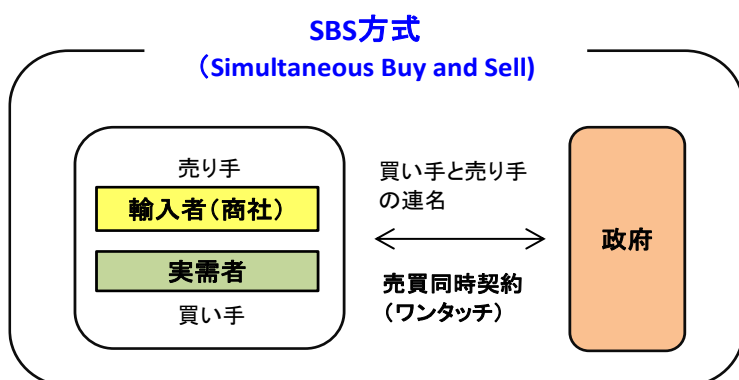 SBS方式
（Simultaneous Buy and Sell)
売り手
輸入者（商社）
実需者
買い手
買い手と売り手
の連名
売買同時契約
（ワンタッチ）
政府